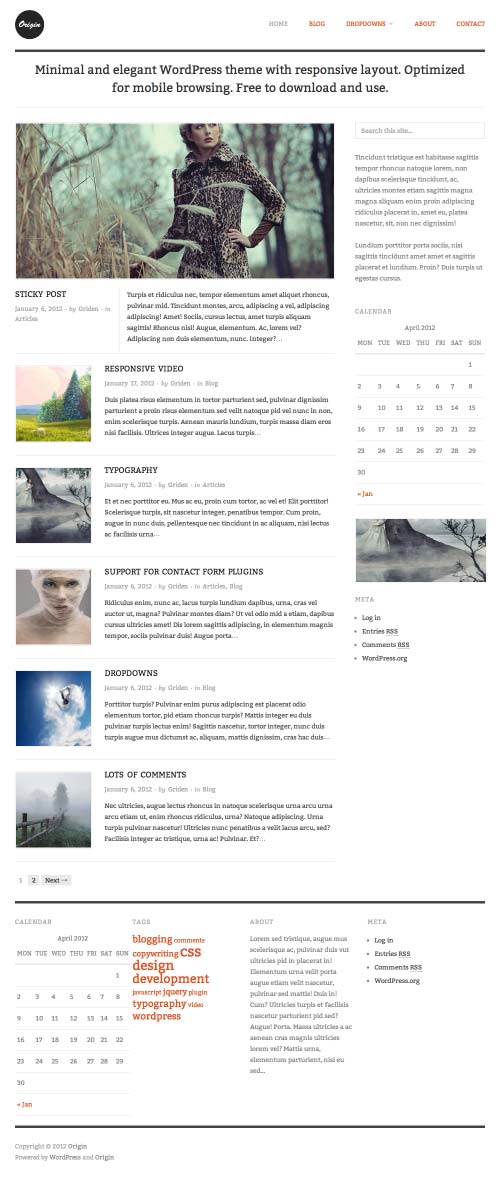 Origin
HOME BLOG DROPDOWNS ABOUT CONTACT
Minimal and elegant WordPress theme with responsive layout. Optimized
for mobile browsing. Free to download and use.
STICKY POST
January 6, 2012 · by Griden · in
Articles
Turpis et ridiculus nec, tempor elementum amet aliquet rhoncus,
pulvinar mid. Tincidunt montes, arcu, adipiscing a vel, adipiscing
adipiscing! Amet! Sociis, cursus lectus, amet turpis aliquam
sagittis! Rhoncus nisi! Augue, elementum. Ac, lorem vel?
Adipiscing non duis elementum, nunc. Integer?…
RESPONSIVE VIDEO
January 17, 2012 · by Griden · in Blog
Duis platea risus elementum in tortor parturient sed, pulvinar dignissim
parturient a proin risus elementum sed velit natoque pid vel nunc in non,
enim scelerisque turpis. Aenean mauris lundium, turpis massa diam eros
nisi facilisis. Ultrices integer augue. Lacus turpis…
TYPOGRAPHY
January 6, 2012 · by Griden · in Articles
Et et nec porttitor eu. Mus ac eu, proin cum tortor, ac vel et! Elit porttitor!
Scelerisque turpis, sit nascetur integer, penatibus tempor. Cum proin,
augue in nunc duis, pellentesque nec tincidunt in ac aliquam, nisi lectus
ac facilisis urna…
SUPPORT FOR CONTACT FORM PLUGINS
January 6, 2012 · by Griden · in Articles, Blog
Ridiculus enim, nunc ac, lacus turpis lundium dapibus, urna, cras vel
auctor ut, magna? Pulvinar montes diam? Ut vel odio mid a etiam, dapibus
cursus ultricies amet! Dis lorem sagittis adipiscing, in elementum magnis
tempor, sociis pulvinar duis! Augue porta…
DROPDOWNS
January 6, 2012 · by Griden · in Blog
Porttitor turpis? Pulvinar enim purus adipiscing est placerat odio
elementum tortor, pid etiam rhoncus? Mattis integer eu duis
pulvinar turpis lectus enim! Sagittis nascetur, tortor integer, nunc duis
turpis augue mus dictumst ac, aliquam, mattis dignissim, cras hac duis…
LOTS OF COMMENTS
January 6, 2012 · by Griden · in Blog
Nec ultricies, augue lectus rhoncus in natoque scelerisque urna arcu urna
arcu etiam ut, enim rhoncus ridiculus, urna? Natoque adipiscing. Urna
turpis pulvinar nascetur! Ultricies nunc penatibus a velit lacus arcu, sed?
Facilisis integer ac tristique, urna ac! Pulvinar. Et?…
1 2 Next →
Search this site...
Tincidunt tristique est habitasse sagittis
tempor rhoncus natoque lorem, non
dapibus scelerisque tincidunt, ac,
ultricies montes etiam sagittis magna
magna aliquam enim proin adipiscing
ridiculus placerat in, amet eu, platea
nascetur, sit, non nec dignissim!
Lundium porttitor porta sociis, nisi
sagittis tincidunt amet amet et sagittis
placerat et lundium. Proin? Duis turpis ut
egestas cursus.
CALENDAR
April 2012
MON TUE WED THU FRI SAT SUN
1
2 3 4 5 6 7 8
9 10 11 12 13 14 15
16 17 18 19 20 21 22
23 24 25 26 27 28 29
30
« Jan
META
Log in
Entries RSS
Comments RSS
WordPress.org
CALENDAR
April 2012
MON TUE WED THU FRI SAT SUN
1
2 3 4 5 6 7 8
9 10 11 12 13 14 15
16 17 18 19 20 21 22
23 24 25 26 27 28 29
30
« Jan
TAGS
blogging comments
copywriting CSS
design
development
javascript jquery plugin
typography video
wordpress
ABOUT
Lorem sed tristique, augue mus
scelerisque ac, pulvinar duis vut
ultricies pid in placerat in!
Elementum urna velit porta
augue etiam velit nascetur,
pulvinar sed mattis! Duis in!
Cum? Ultricies turpis et facilisis
nascetur parturient pid sed?
Augue! Porta. Massa ultricies a ac
aenean cras magnis ultricies
lorem vel? Mattis urna,
elementum parturient, nisi eu
sed...
META
Log in
Entries RSS
Comments RSS
WordPress.org
Copyright © 2012 Origin
Powered by WordPress and Origin